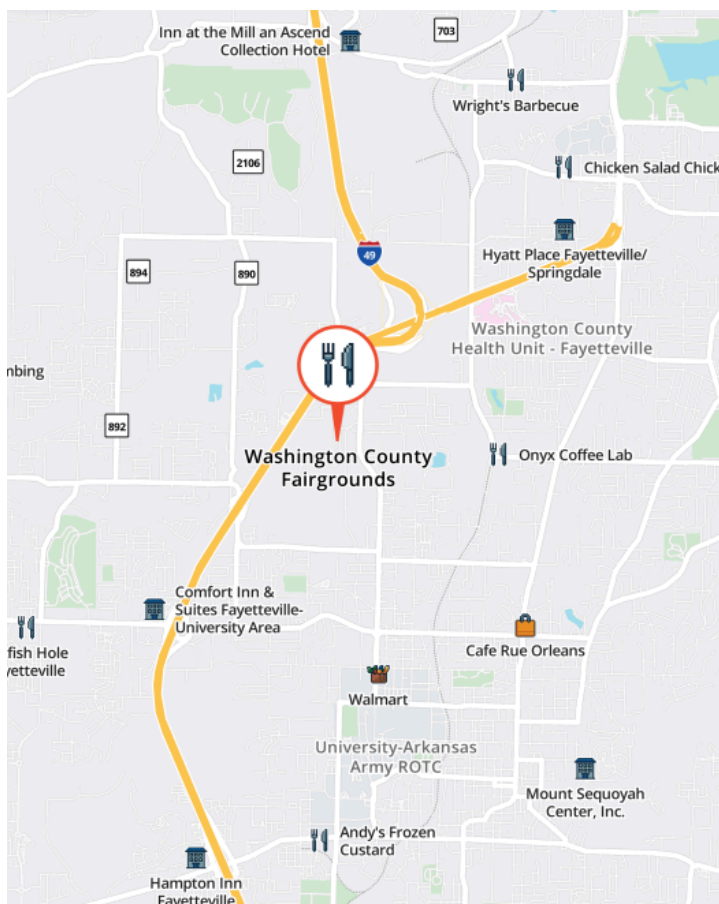 Inn at the Mill an Ascend
Collection Hotel
703
Wright's Barbecue
2106
Chicken Salad Chick
894
890
49
Hyatt Place Fayetteville/
Springdale
Washington County
Health Unit - Fayetteville
mbing
892
Washington County
Fairgrounds
Onyx Coffee Lab
Comfort Inn &
Suites Fayetteville-
University Area
fish Hole
yetteville
Cafe Rue Orleans
Walmart
University-Arkansas
Army ROTC
Mount Sequoyah
Center, Inc.
Andy's Frozen
Custard
Hampton Inn
Fayetteville